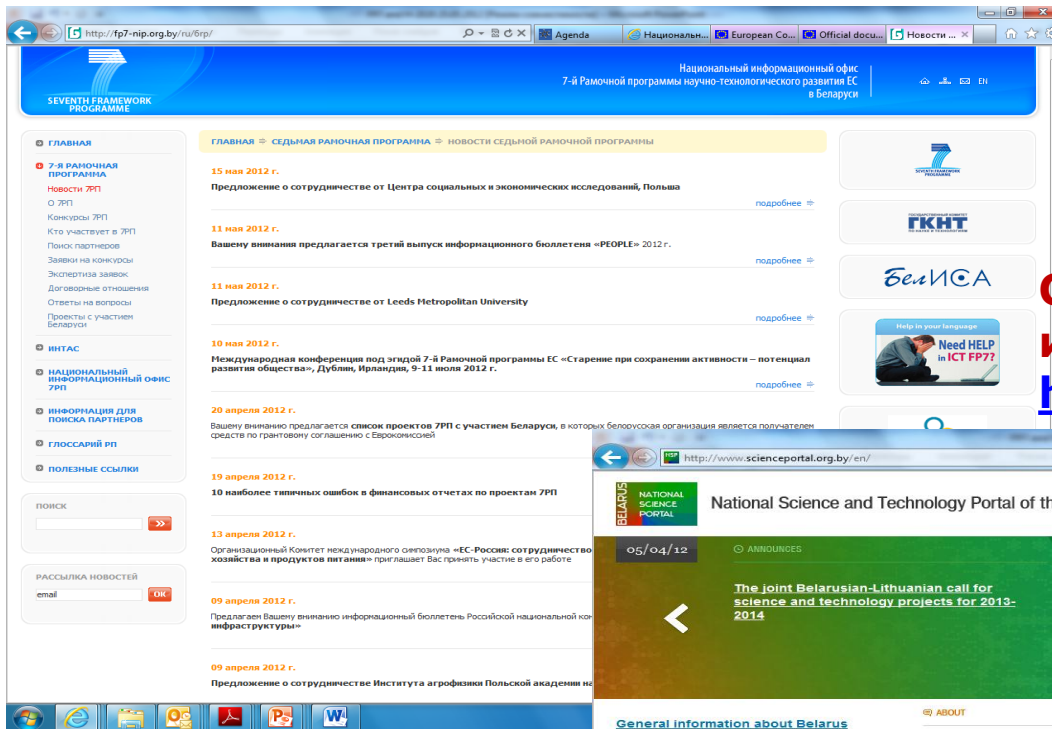 http://fp7-nip.org.by/ru/6rp/
Agenda
Национальн...
European Co...
Official docu...
Новости ...
Национальный информационный офис
7-й Рамочной программы научно-технологического развития ЕС
в Беларуси
EN
SEVENTH FRAMEWORK
PROGRAMME
ГЛАВНАЯ
7-Я РАМОЧНАЯ
ПРОГРАММА
Новости 7РП
О 7РП
Конкурсы 7РП
Кто участвует в 7РП
Поиск партнеров
Заявки на конкурсы
Экспертиза заявок
Договорные отношения
Ответы на вопросы
Проекты с участием
Беларуси
ИНТАС
НАЦИОНАЛЬНЫЙ
ИНФОРМАЦИОННЫЙ ОФИС
7РП
ИНФОРМАЦИЯ ДЛЯ
ПОИСКА ПАРТНЕРОВ
ГЛОССАРИЙ РП
ПОЛЕЗНЫЕ ССЫЛКИ
ПОИСК
РАССЫЛКА НОВОСТЕЙ
email
OK
ГЛАВНАЯ СЕДЬМАЯ РАМОЧНАЯ ПРОГРАММА НОВОСТИ СЕДЬМОЙ РАМОЧНОЙ ПРОГРАММЫ
15 мая 2012 г.
Предложение о сотрудничестве от Центра социальных и экономических исследований, Польша
подробнее
11 мая 2012 г.
Вашему внимания предлагается третий выпуск информационного бюллетеня «PEOPLE» 2012 г.
подробнее
11 мая 2012 г.
Предложение о сотрудничестве от Leeds Metropolitan University
подробнее
10 мая 2012 г.
Международная конференция под эгидой 7-й Рамочной программы ЕС «Старение при сохранении активности – потенциал
развития общества», Дублин, Ирландия, 9-11 июля 2012 г.
подробнее
20 апреля 2012 г.
Вашему вниманию предлагается список проектов 7РП с участием Беларуси, в которых белорусская организация является получателем
средств по грантовому соглашению с Еврокомиссией
19 апреля 2012 г.
10 наиболее типичных ошибок в финансовых отчетах по проектам 7РП
13 апреля 2012 г.
Организационный Комитет международного симпозиума «ЕС-Россия: сотрудничество
хозяйства и продуктов питания» приглашает Вас принять участие в его работе
09 апреля 2012 г.
Предлагаем Вашему вниманию информационный бюллетень Российской национальной кон
инфраструктуры»
09 апреля 2012 г.
Предложение о сотрудничестве Института агрофизики Польской академии на
SEVENTH FRAMEWORK
PROGRAMME
ГОСУДАРСТВЕННЫЙ КОМИТЕТ
ГКНТ
ПО НАУКЕ И ТЕХНОЛОГИЯМ
БелИСА
Help in your language
Need HELP
in ICT FP7?
http://www.scienceportal.org.by/en/
BELARUS
NATIONAL
SCIENCE
PORTAL
National Science and Technology Portal of th
05/04/12
ANNOUNCES
The joint Belarusian-Lithuanian call for
science and technology projects for 2013-
2014
General information about Belarus
ABOUT